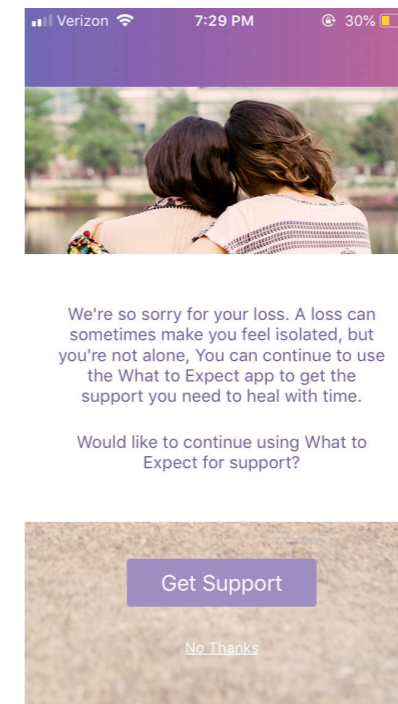 Verizon 7:29 PM 30%
We're so sorry for your loss. A loss can
sometimes make you feel isolated, but
you're not alone, You can continue to use
the What to Expect app to get the
support you need to heal with time.
Would like to continue using What to
Expect for support?
Get Support
No Thanks